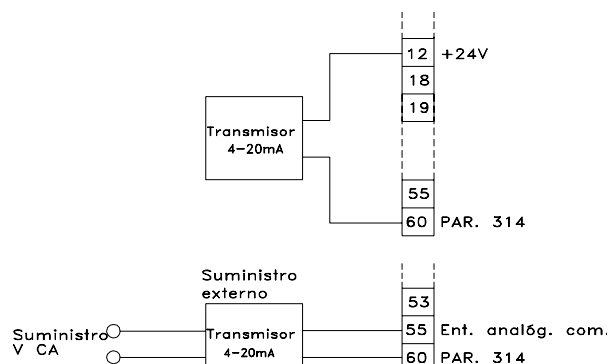 12 +24V
18
19
Transmisor
4-20mA
55
60 PAR. 314
Suministro
externo
53
Suministro
V CA
Transmisor
4-20mA
55 Ent. analóg. com.
60 PAR. 314